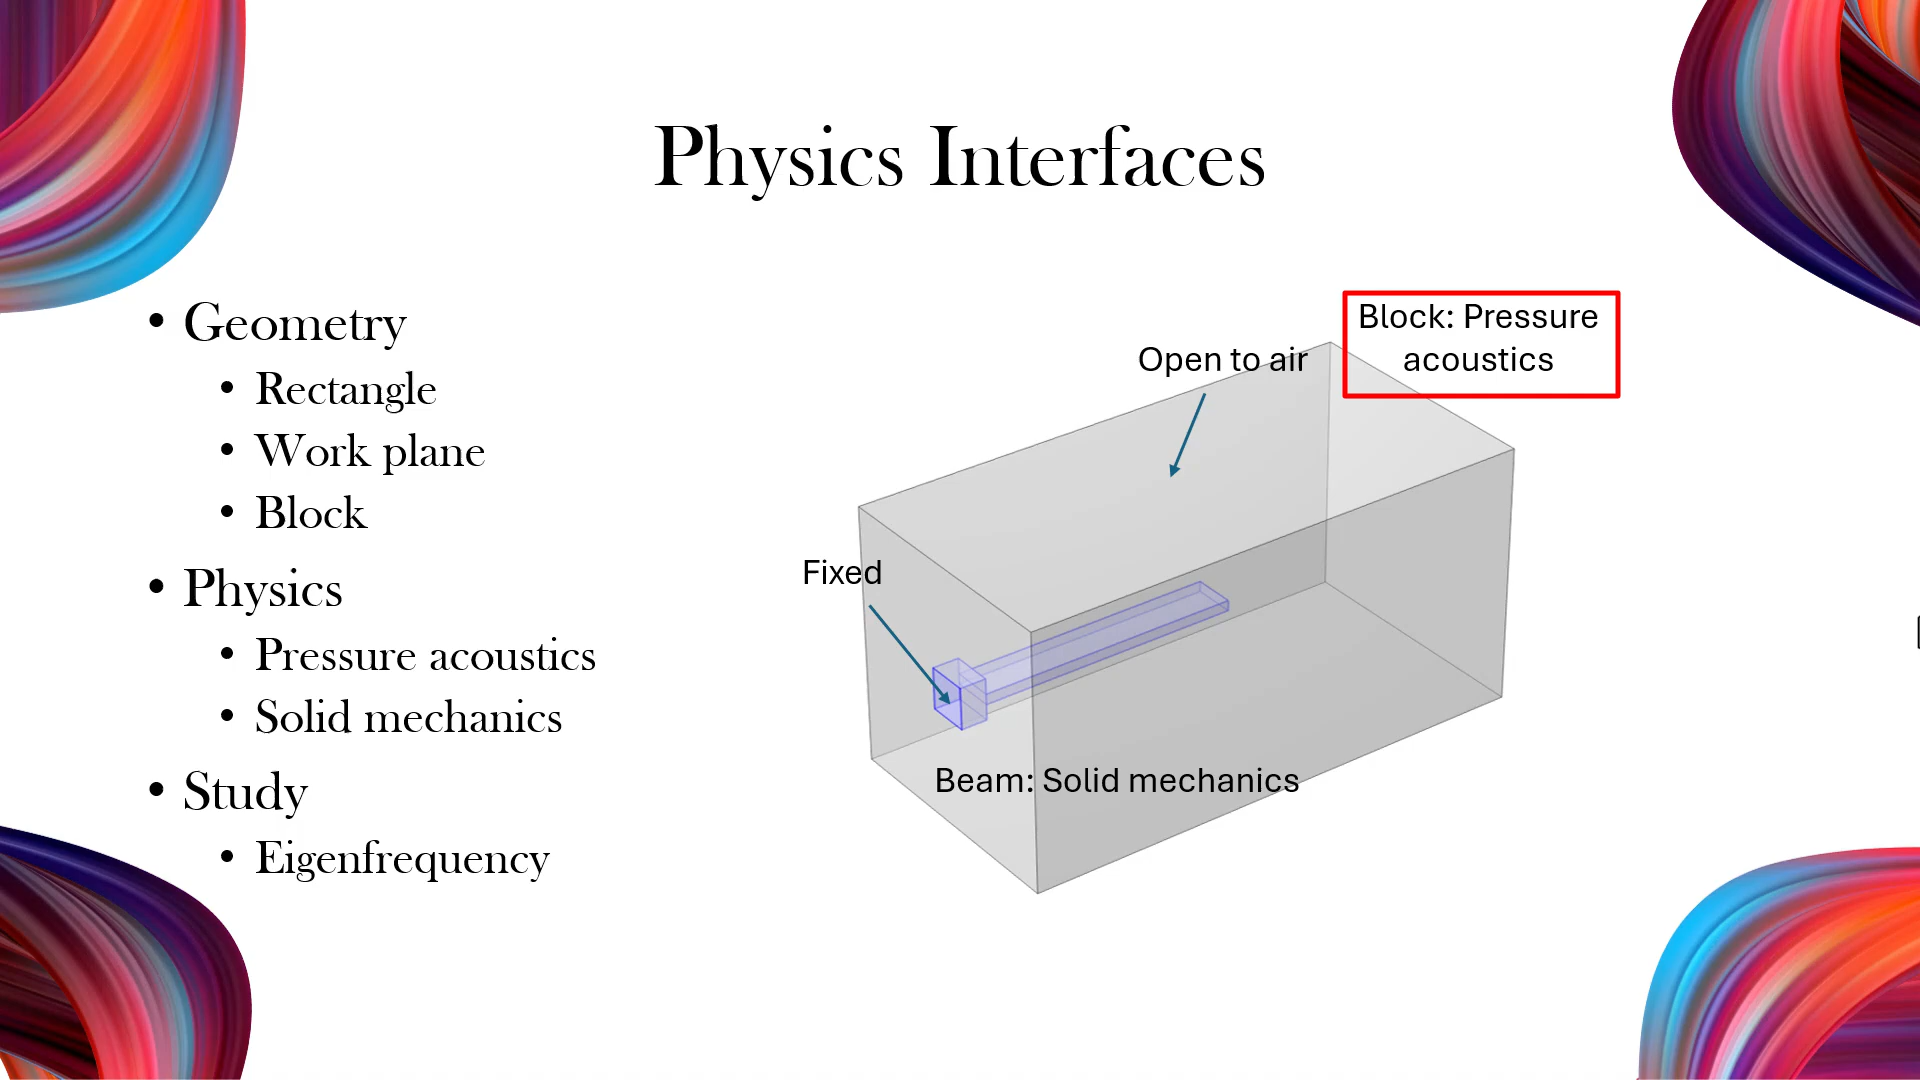 Physics Interfaces
• Geometry
• Rectangle
• Work plane
• Block
• Physics
• Pressure acoustics
• Solid mechanics
• Study
• Eigenfrequency
Block: Pressure
acoustics
Open to air
Fixed
Beam: Solid mechanics